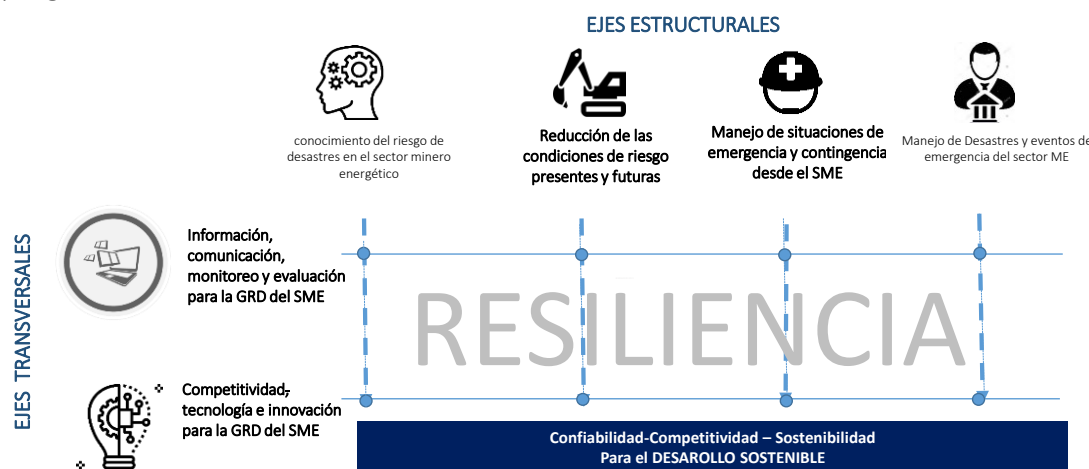 EJES ESTRUCTURALES
conocimiento del riesgo de
desastres en el sector minero
energético
Reducción de las
condiciones de riesgo
presentes y futuras
Manejo de situaciones de
emergencia y contingencia
desde el SME
Manejo de Desastres y eventos de
emergencia del sector ME
EJES TRANSVERSALES
Información,
comunicación,
monitoreo y evaluación
para la GRD del SME
RESILIENCIA
Competitividad,
tecnología e innovación
para la GRD del SME
Confiabilidad-Competitividad – Sostenibilidad
Para el DESAROLLO SOSTENIBLE